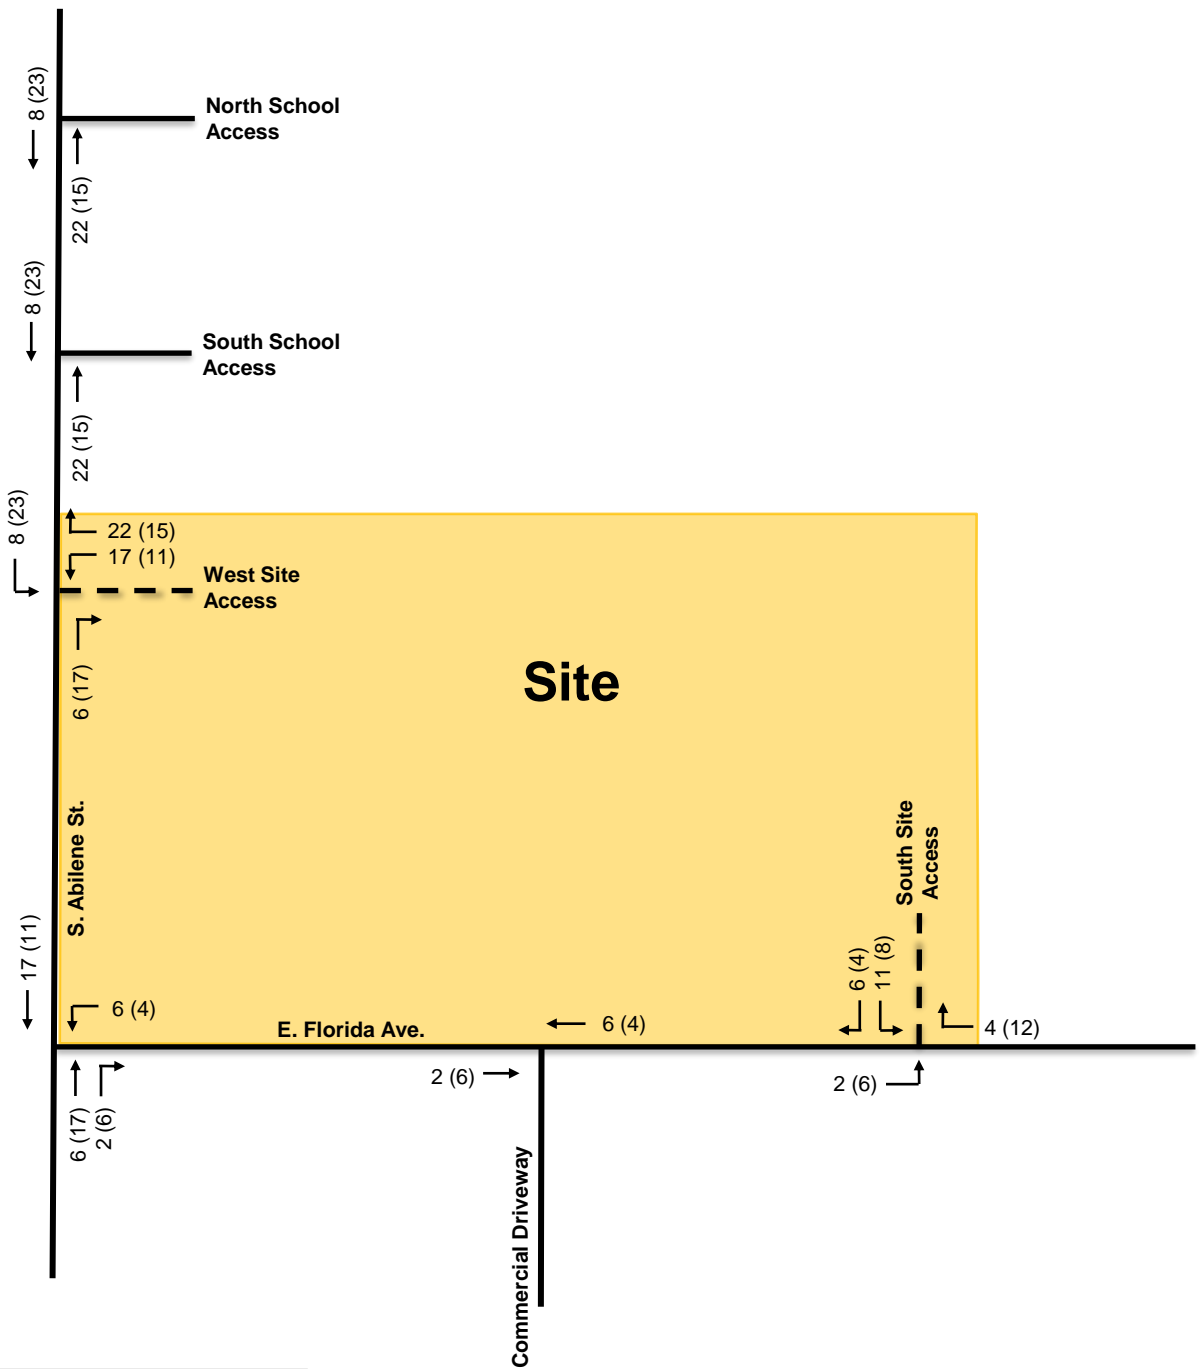 8 (23)
North School
Access
22 (15)
8 (23)
South School
Access
22 (15)
8 (23)
22 (15)
17 (11)
West Site
Access
6 (17)
Site
S. Abilene St.
South Site
Access
17 (11)
6 (4)
E. Florida Ave.
6 (4)
6 (4)
11 (8)
4 (12)
6 (17)
2 (6)
2 (6)
2 (6)
Commercial Driveway